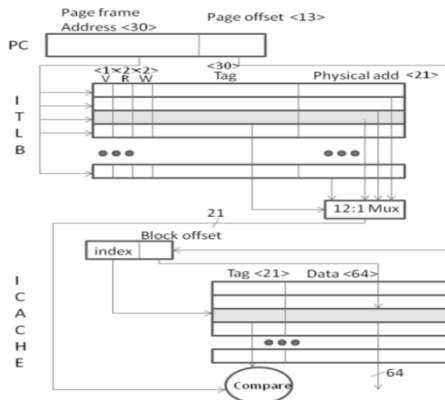 Page frame
Address <30>
Page offset <13>
PC
<30>
<1><2><2>
V R W
Tag
Physical add <21>
I
T
L
B
12:1 Mux
21
Block offset
index
Tag <21> Data <64>
I
C
A
C
H
E
64
Compare